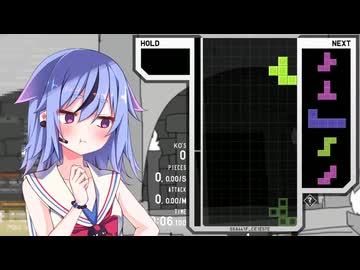 HOLD
NEXT
KO'S
0
PIECES
0, 0.00/S
ATTACK
0, 0.00/M
TIME